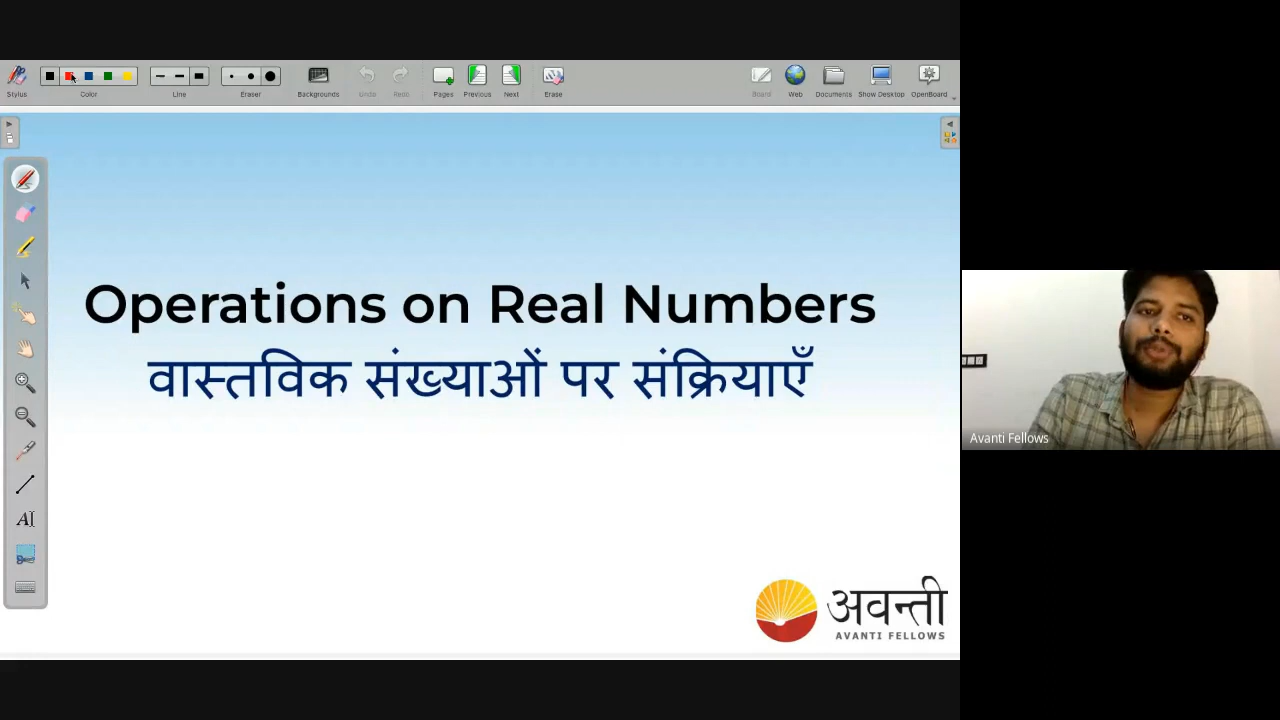 Stylus
Color
Line
Eraser
Backgrounds
Undo
Redo
Pages
Previous
Next
Erase
Board
Web
Documents
Show Desktop
OpenBoard
Operations on Real Numbers
वास्तविक संख्याओं पर संक्रियाएँ
अवन्ती
AVANTI FELLOWS
Avanti Fellows